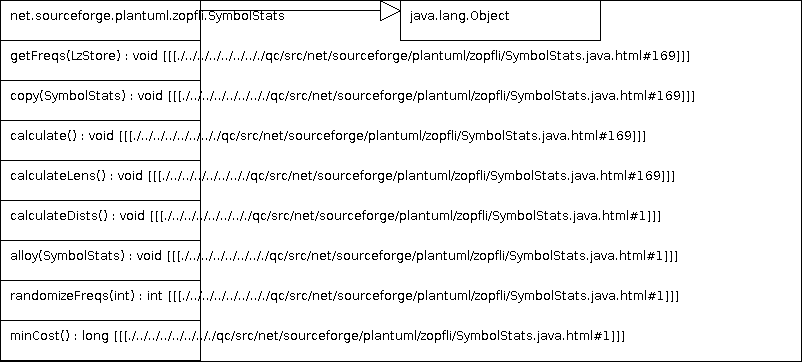 net.sourceforge.plantuml.zopfli.SymbolStats
java.lang.Object
getFreqs(LzStore) : void [[[./../../../../../../../qc/src/net/sourceforge/plantuml/zopfli/SymbolStats.java.html#169]]]
copy(SymbolStats) : void [[[./../../../../../../../qc/src/net/sourceforge/plantuml/zopfli/SymbolStats.java.html#169]]]
calculate() : void [[[./../../../../../../../qc/src/net/sourceforge/plantuml/zopfli/SymbolStats.java.html#169]]]
calculateLens() : void [[[./../../../../../../../qc/src/net/sourceforge/plantuml/zopfli/SymbolStats.java.html#169]]]
calculateDists() : void [[[./../../../../../../../qc/src/net/sourceforge/plantuml/zopfli/SymbolStats.java.html#1]]]
alloy(SymbolStats) : void [[[./../../../../../../../qc/src/net/sourceforge/plantuml/zopfli/SymbolStats.java.html#1]]]
randomizeFreqs(int) : int [[[./../../../../../../../qc/src/net/sourceforge/plantuml/zopfli/SymbolStats.java.html#1]]]
minCost() : long [[[./../../../../../../../qc/src/net/sourceforge/plantuml/zopfli/SymbolStats.java.html#1]]]